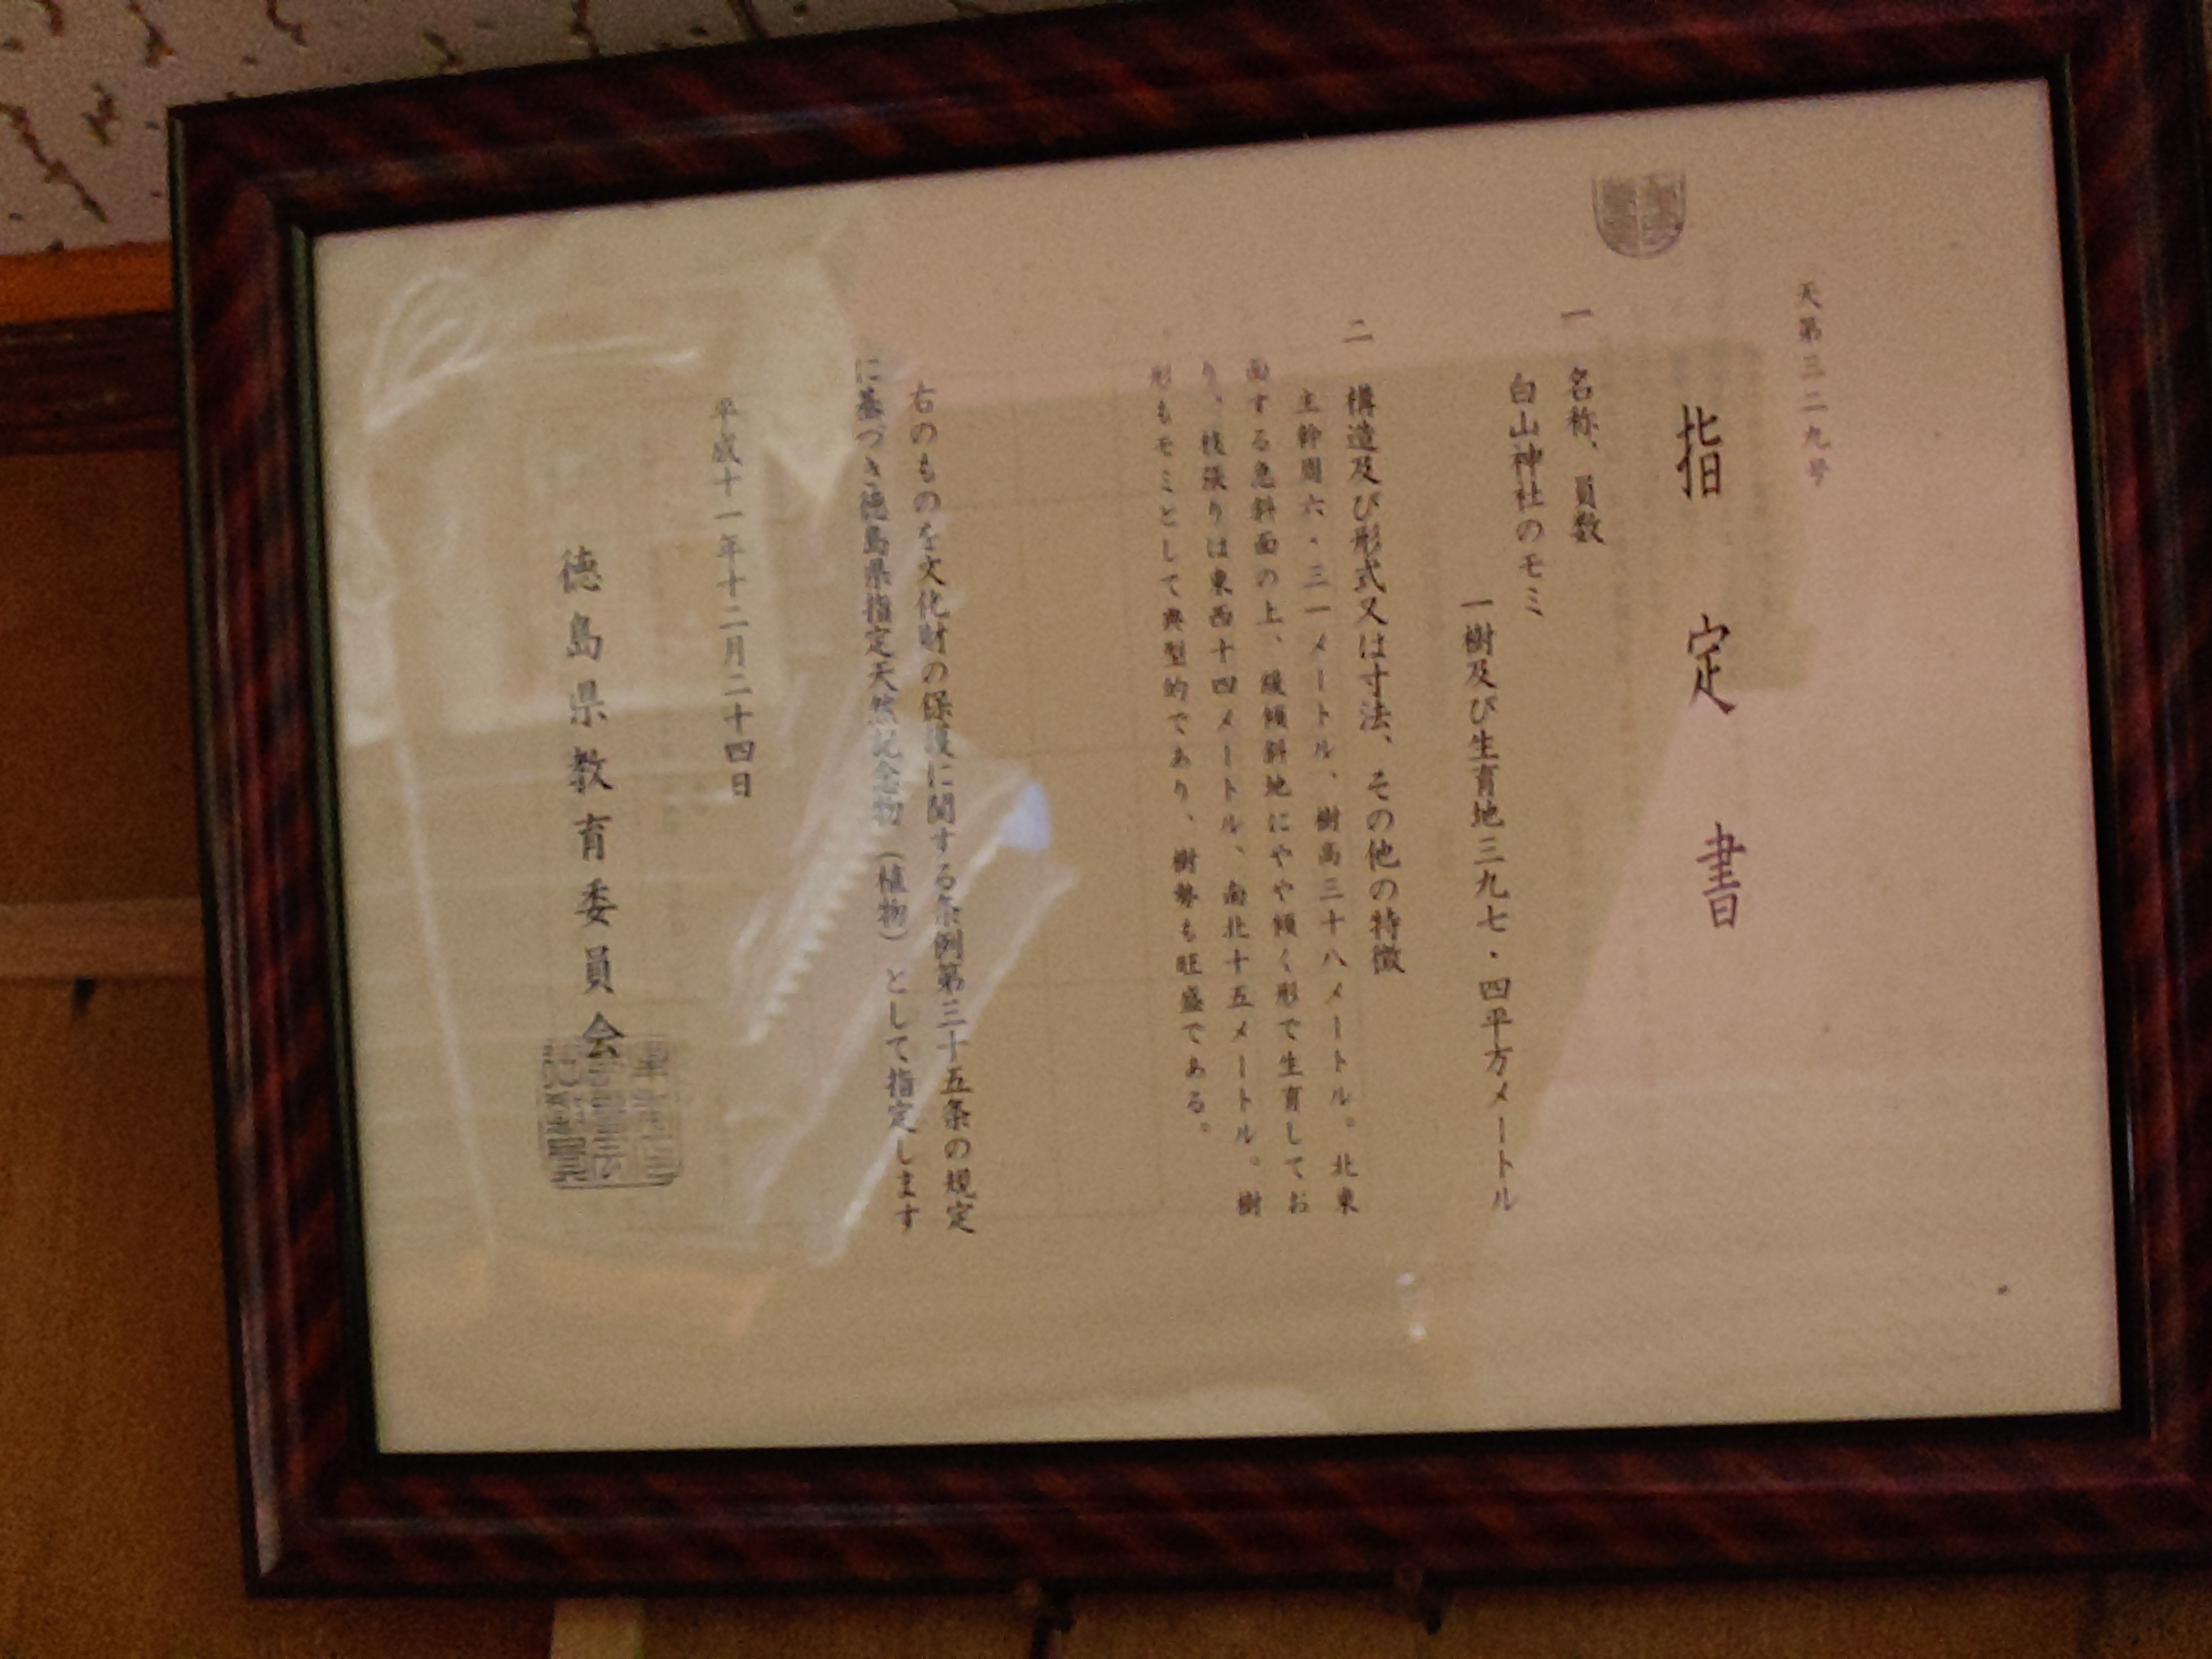 天第三二九号
指定書
一 名称、員数
白山神社のモミ
一樹及び生育地三九七・四平方メートル
二 構造及び形式又は寸法、その他の特徴
主幹周六・三一メートル、樹高三十八メートル。北東
面する急斜面の上、緩傾斜地にやや傾く形で生育してお
り、枝張りは東西十四メートル、南北十五メートル。樹
形もモミとして典型的であり、樹勢も旺盛である。
右のものを文化財の保護に関する条例第三十五条の規定
に基づき徳島県指定天然記念物（植物）として指定します
平成十一年十二月二十四日
徳島県教育委員会